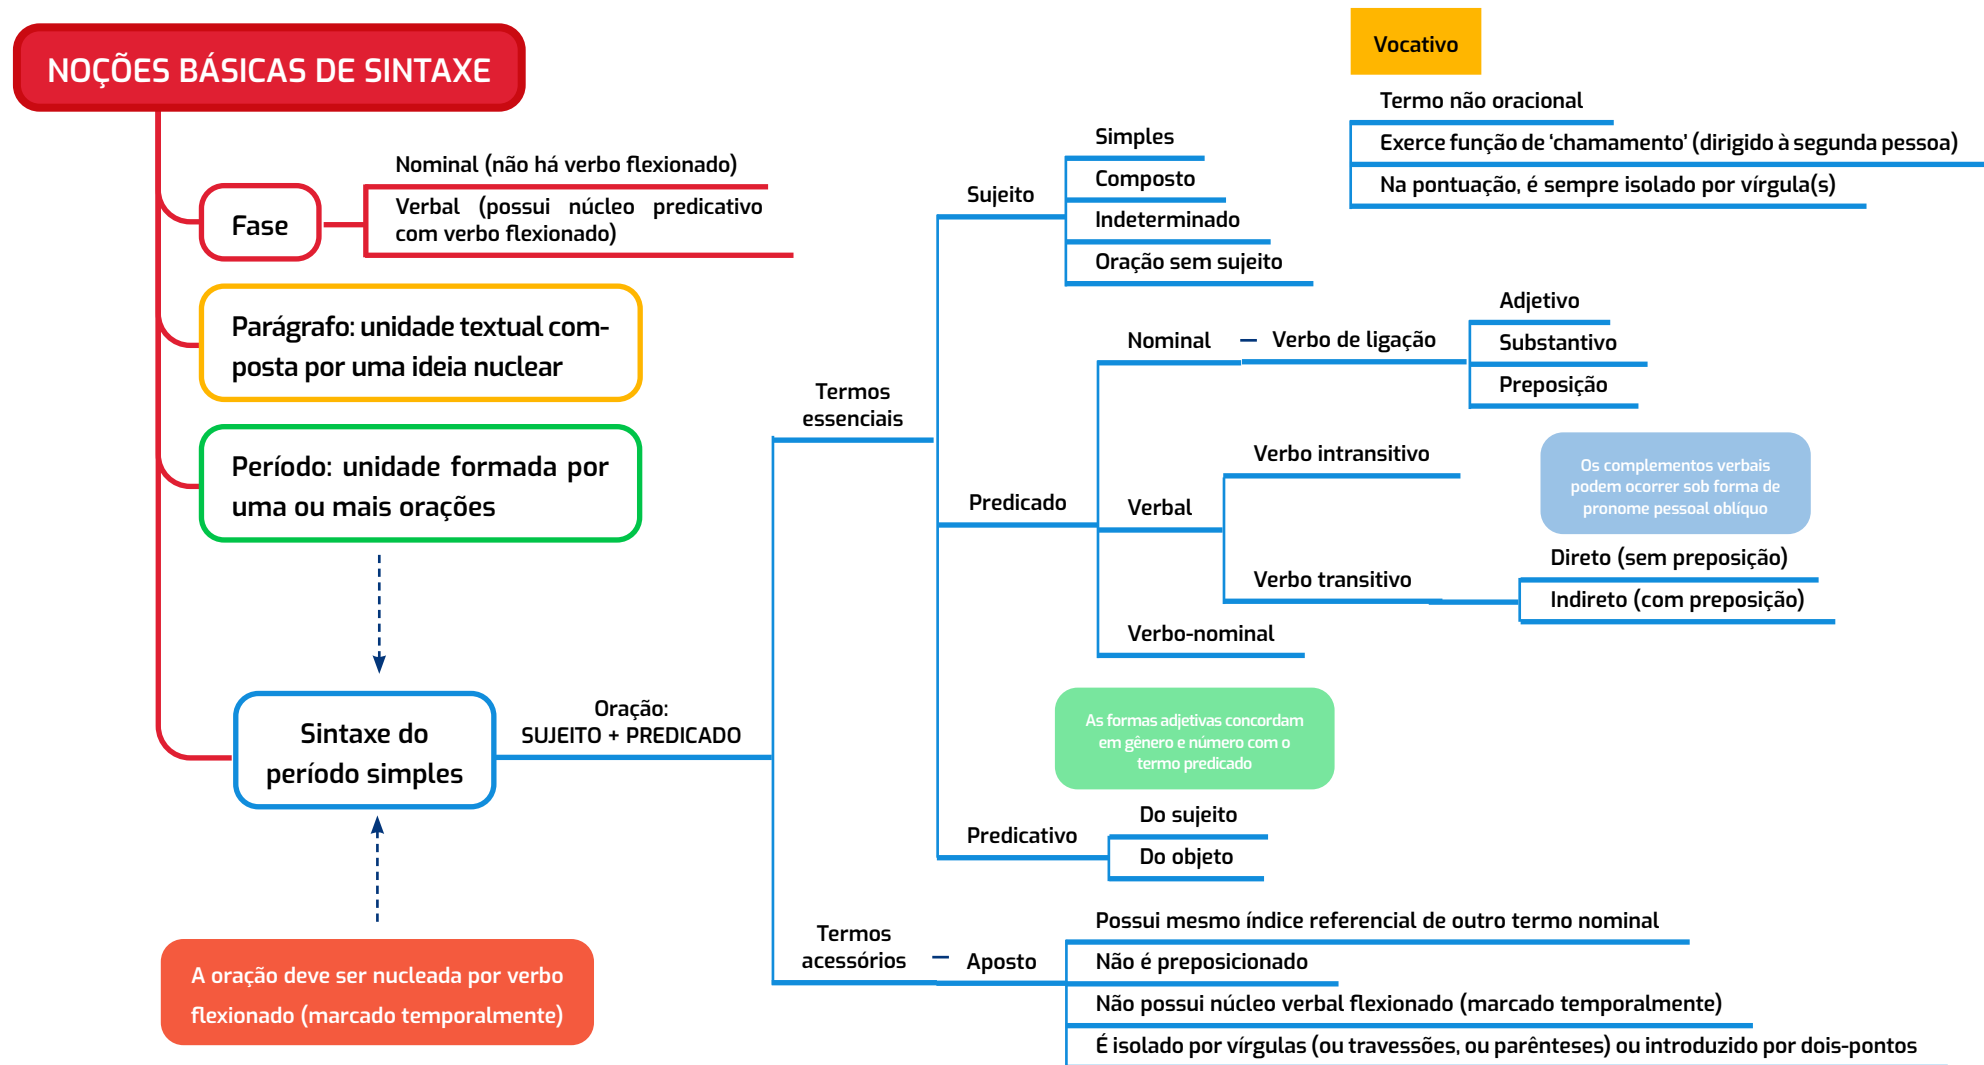 NOÇÕES BÁSICAS DE SINTAXE
Fase
Nominal (não há verbo flexionado)
Verbal (possui núcleo predicativo
com verbo flexionado)
Parágrafo: unidade textual com-
posta por uma ideia nuclear
Período: unidade formada por
uma ou mais orações
Sintaxe do
período simples
A oração deve ser nucleada por verbo
flexionado (marcado temporalmente)
Oração:
SUJEITO + PREDICADO
Termos
essenciais
Sujeito
Simples
Composto
Indeterminado
Oração sem sujeito
Predicado
Nominal
Verbo de ligação
Adjetivo
Substantivo
Preposição
Verbal
Verbo intransitivo
Verbo transitivo
Os complementos verbais
podem ocorrer sob forma de
pronome pessoal oblíquo
Direto (sem preposição)
Indireto (com preposição)
Verbo-nominal
As formas adjetivas concordam
em gênero e número com o
termo predicado
Predicativo
Do sujeito
Do objeto
Termos
acessórios
Aposto
Possui mesmo índice referencial de outro termo nominal
Não é preposicionado
Não possui núcleo verbal flexionado (marcado temporalmente)
É isolado por vírgulas (ou travessões, ou parênteses) ou introduzido por dois-pontos
Vocativo
Termo não oracional
Exerce função de ‘chamamento’ (dirigido à segunda pessoa)
Na pontuação, é sempre isolado por vírgula(s)